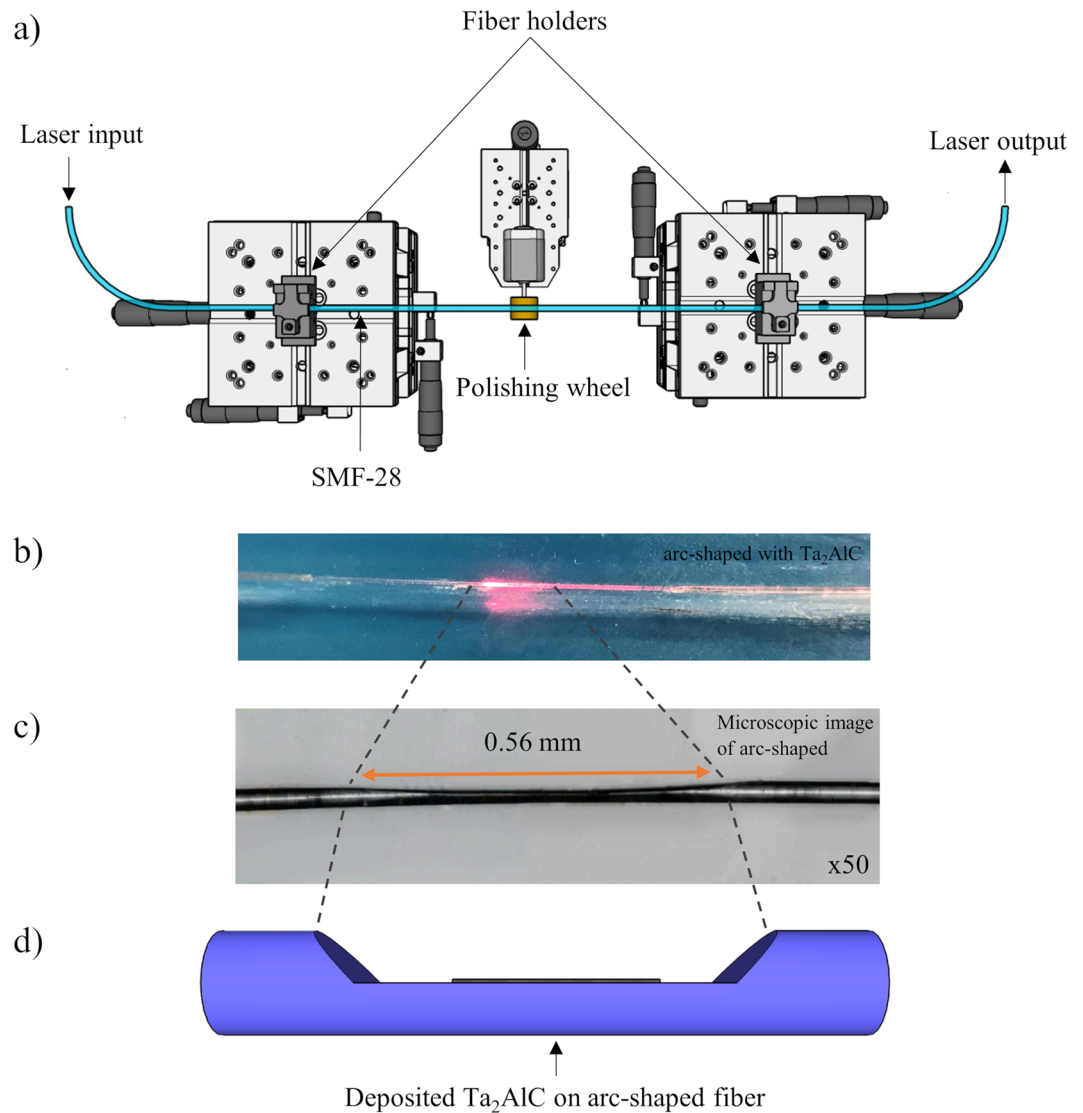 a)
Fiber holders
Laser input
Laser output
Polishing wheel
SMF-28
b)
arc-shaped with Ta₂AlC
c)
Microscopic image
of arc-shaped
0.56 mm
x50
d)
Deposited Ta₂AlC on arc-shaped fiber